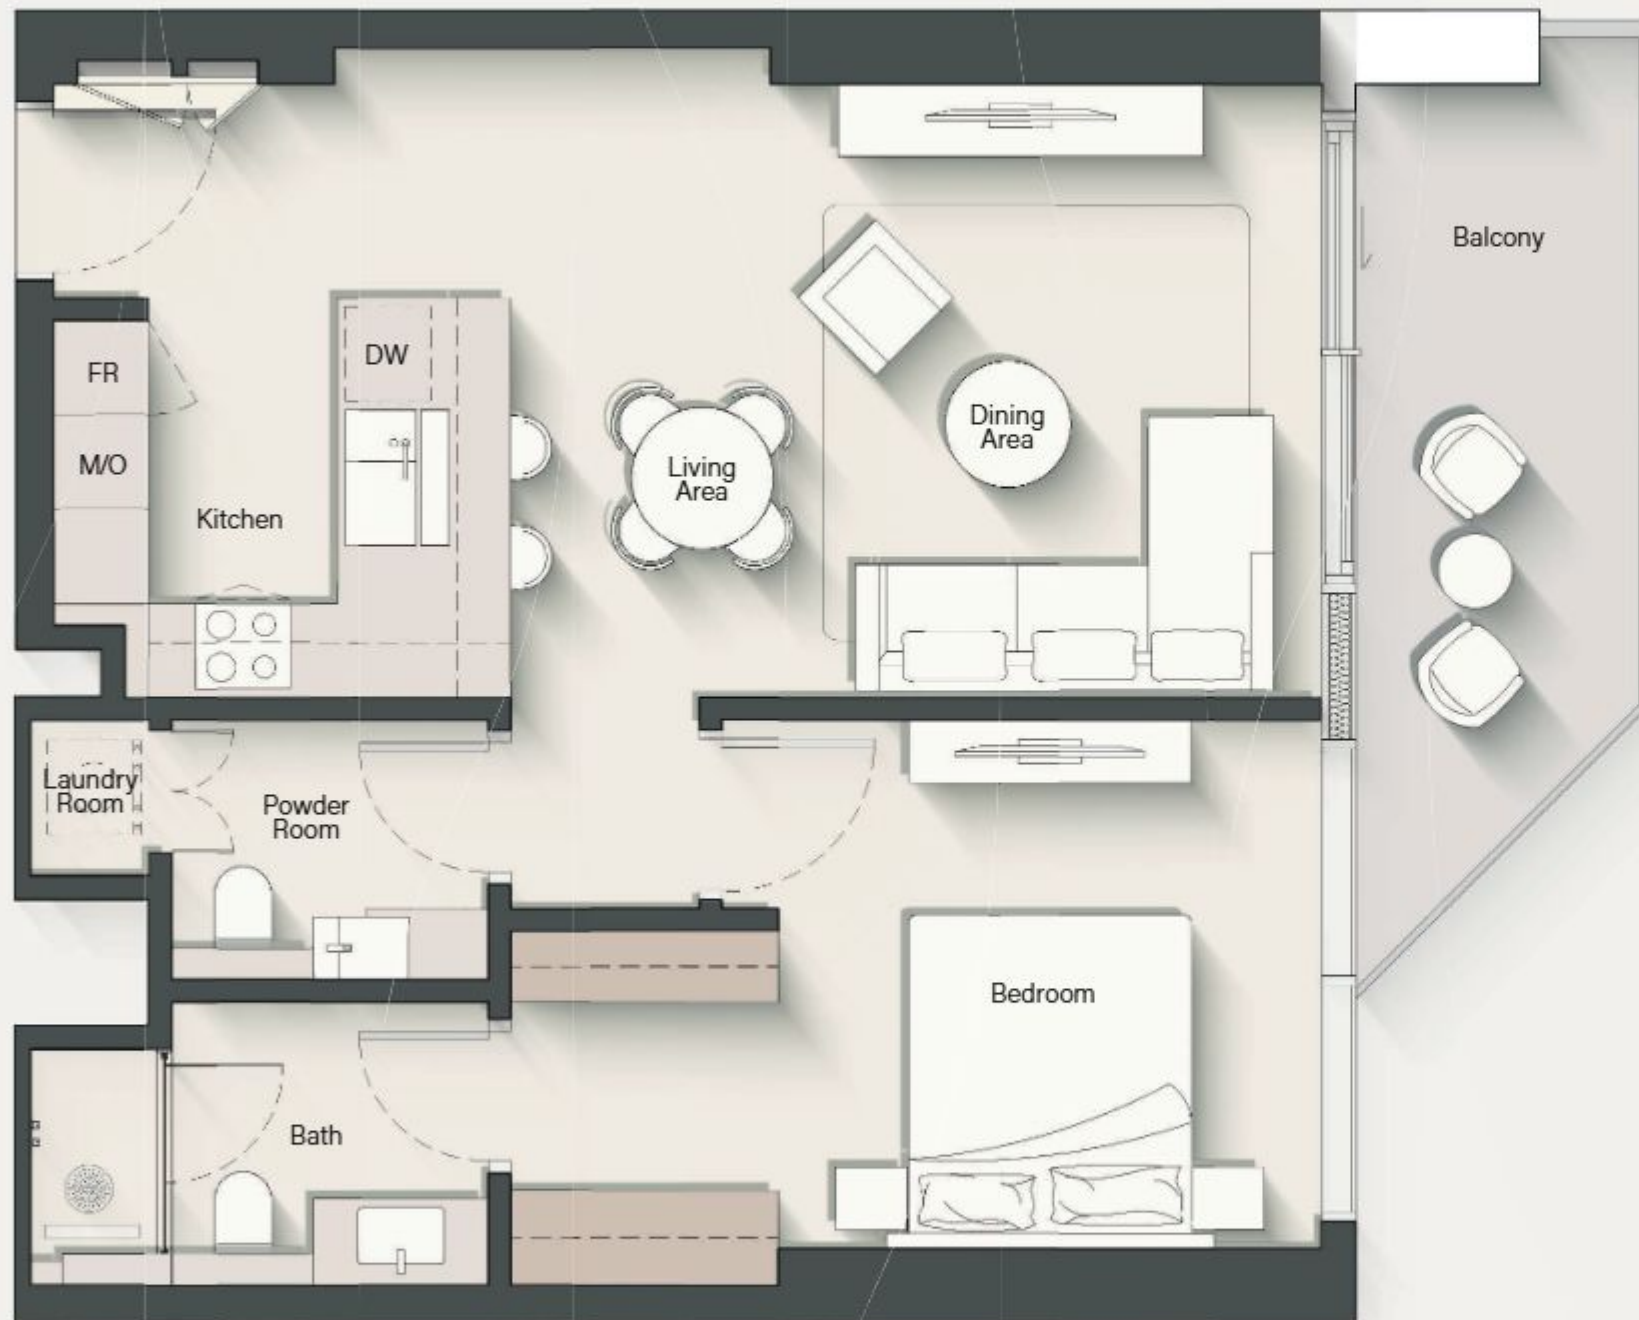 Balcony
FR
DW
Dining
Area
M/O
Living
Area
Kitchen
Laundry
Room
Powder
Room
Bedroom
Bath